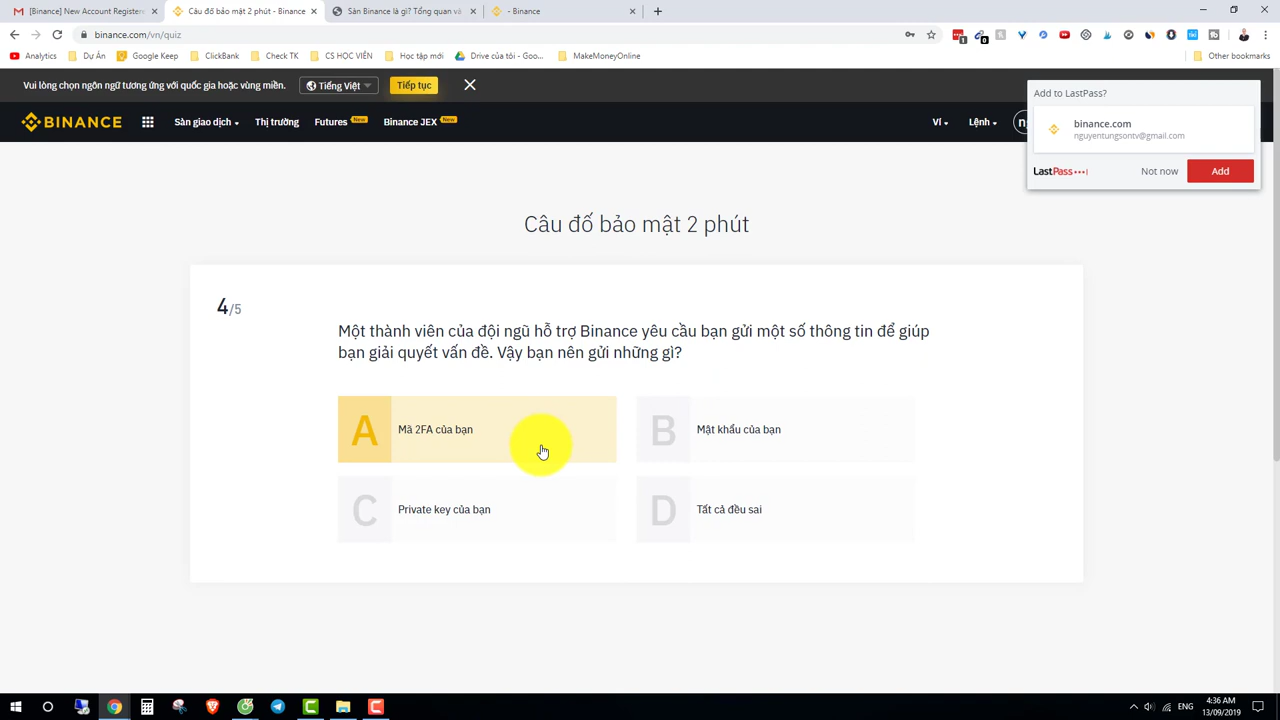 [Binance] New Account Registere
Câu đố bảo mật 2 phút - Binance
Sàn Binance là gì? Tổng quan và
- Binance
binance.com/vn/quiz
Analytics
Dự Án
Google Keep
ClickBank
Check TK
CS HỌC VIÊN
Học tập mới
Drive của tôi - Goo...
MakeMoneyOnline
Other bookmarks
Vui lòng chọn ngôn ngữ tương ứng với quốc gia hoặc vùng miền.
Tiếng Việt
Tiếp tục
BINANCE
Sàn giao dịch
Thị trường
Futures New
Binance JEX New
Ví
Lệnh
Add to LastPass?
binance.com
nguyentungsontv@gmail.com
LastPass
Not now
Add
Câu đố bảo mật 2 phút
4/5
Một thành viên của đội ngũ hỗ trợ Binance yêu cầu bạn gửi một số thông tin để giúp
bạn giải quyết vấn đề. Vậy bạn nên gửi những gì?
A Mã 2FA của bạn
B Mật khẩu của bạn
C Private key của bạn
D Tất cả đều sai
ENG
4:36 AM
13/09/2019